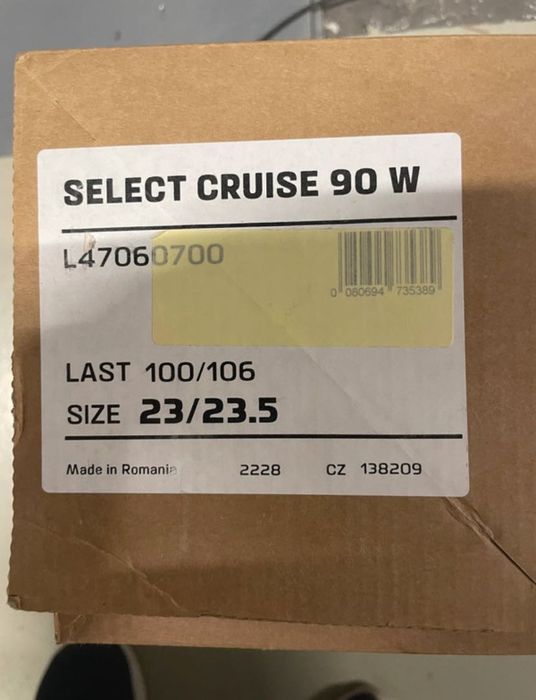 SELECT CRUISE 90 W
L47060700
0 080694 735389
LAST 100/106
SIZE 23/23.5
Made in Romania 2228 CZ 138209